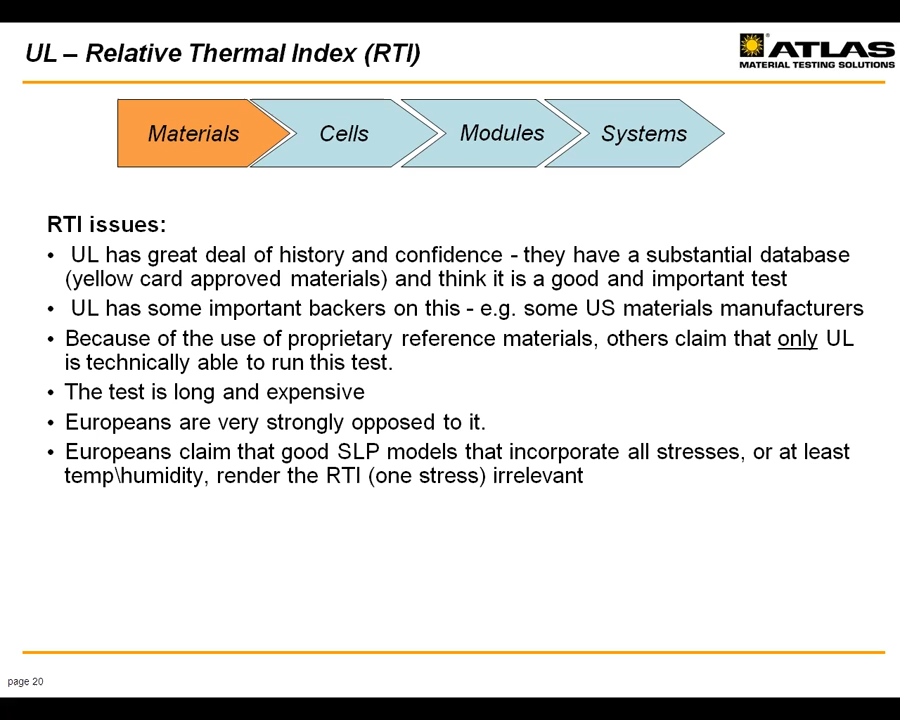 UL – Relative Thermal Index (RTI)
ATLAS
MATERIAL TESTING SOLUTIONS
Materials
Cells
Modules
Systems
RTI issues:
• UL has great deal of history and confidence - they have a substantial database
(yellow card approved materials) and think it is a good and important test
• UL has some important backers on this - e.g. some US materials manufacturers
• Because of the use of proprietary reference materials, others claim that only UL
is technically able to run this test.
• The test is long and expensive
• Europeans are very strongly opposed to it.
• Europeans claim that good SLP models that incorporate all stresses, or at least
temp\humidity, render the RTI (one stress) irrelevant
page 20